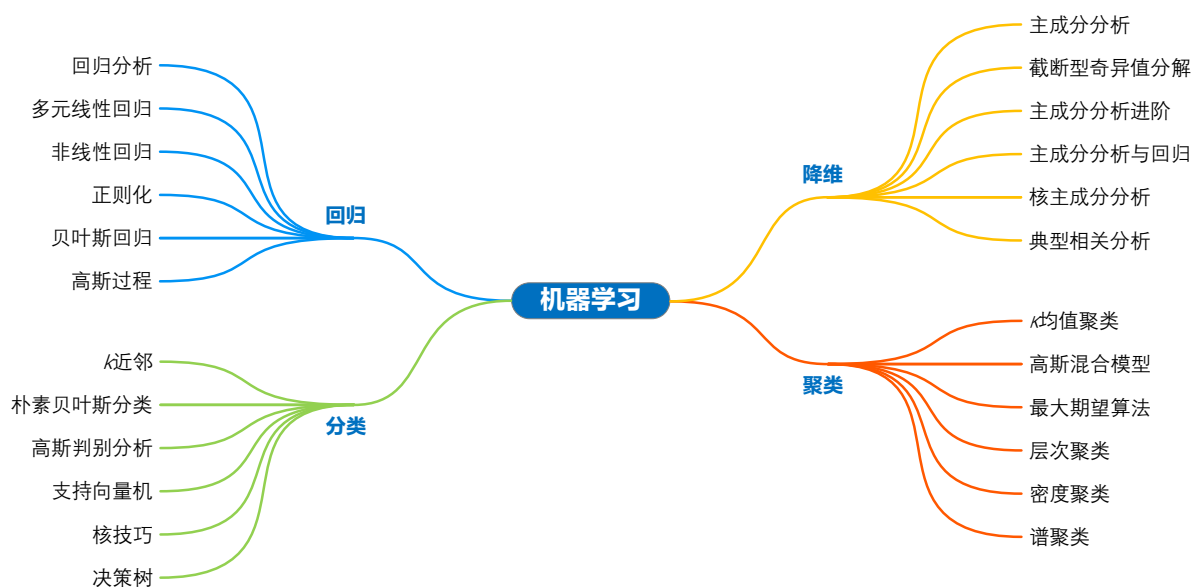 机器学习
回归
回归分析
多元线性回归
非线性回归
正则化
贝叶斯回归
高斯过程
分类
k近邻
朴素贝叶斯分类
高斯判别分析
支持向量机
核技巧
决策树
降维
主成分分析
截断型奇异值分解
主成分分析进阶
主成分分析与回归
核主成分分析
典型相关分析
聚类
k均值聚类
高斯混合模型
最大期望算法
层次聚类
密度聚类
谱聚类